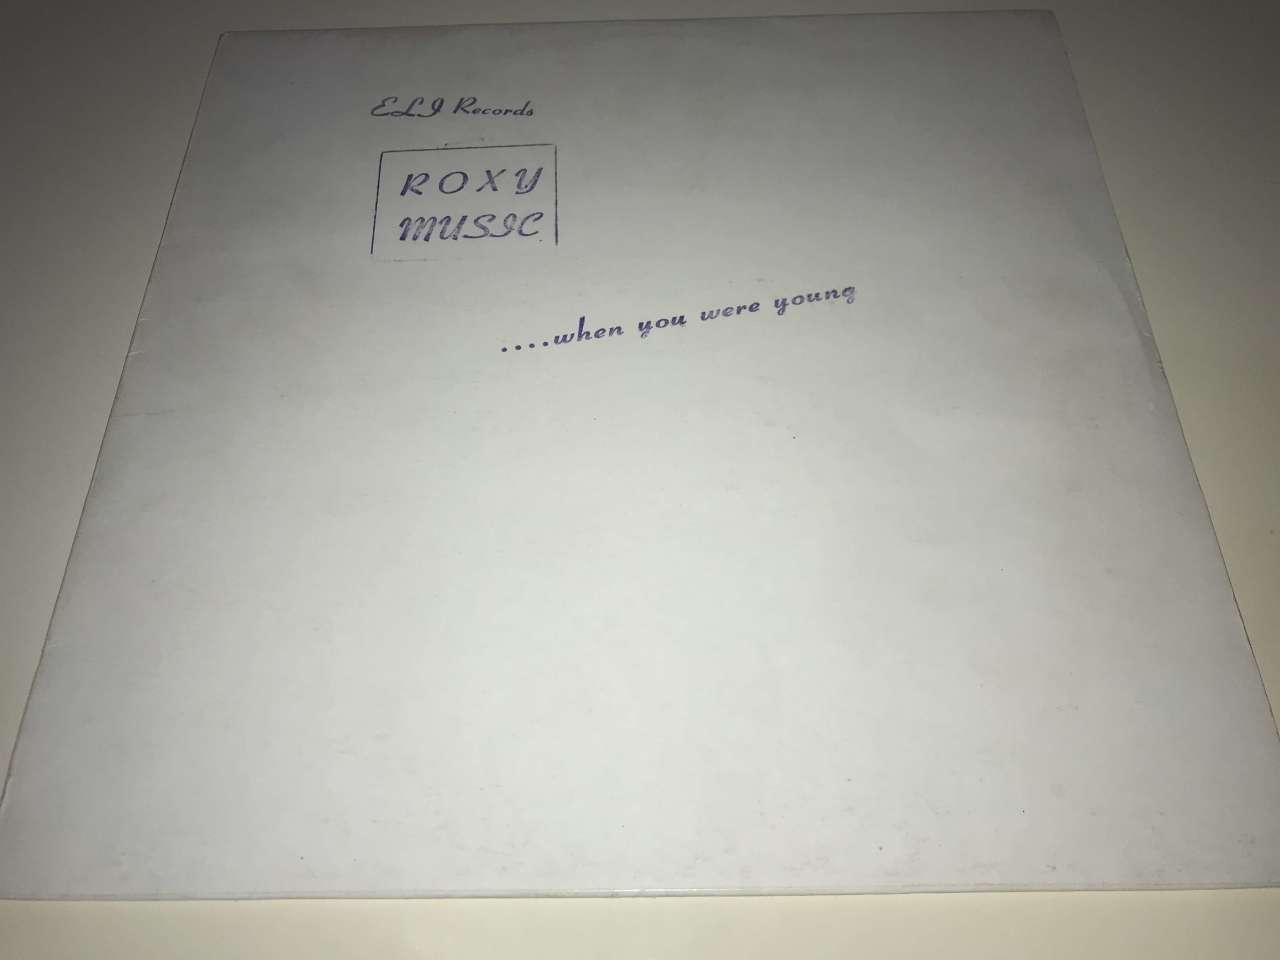 ELI Records
ROXY
MUSIC
....when you were young